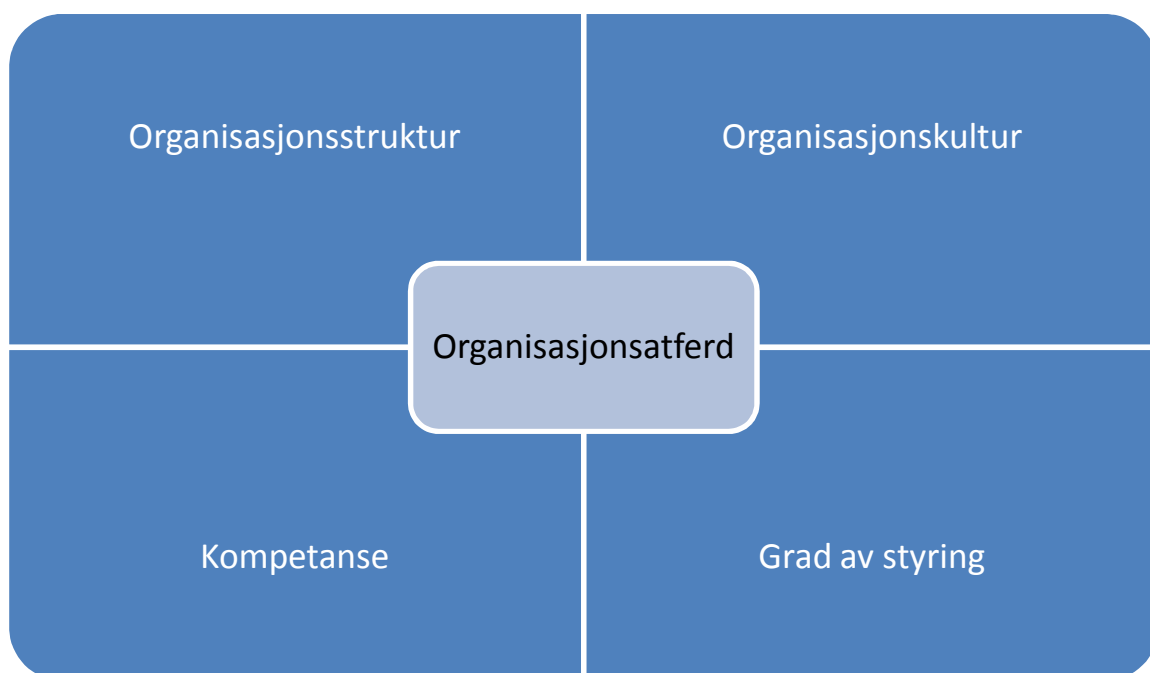 Organisasjonsstruktur
Organisasjonskultur
Organisasjonsatferd
Kompetanse
Grad av styring